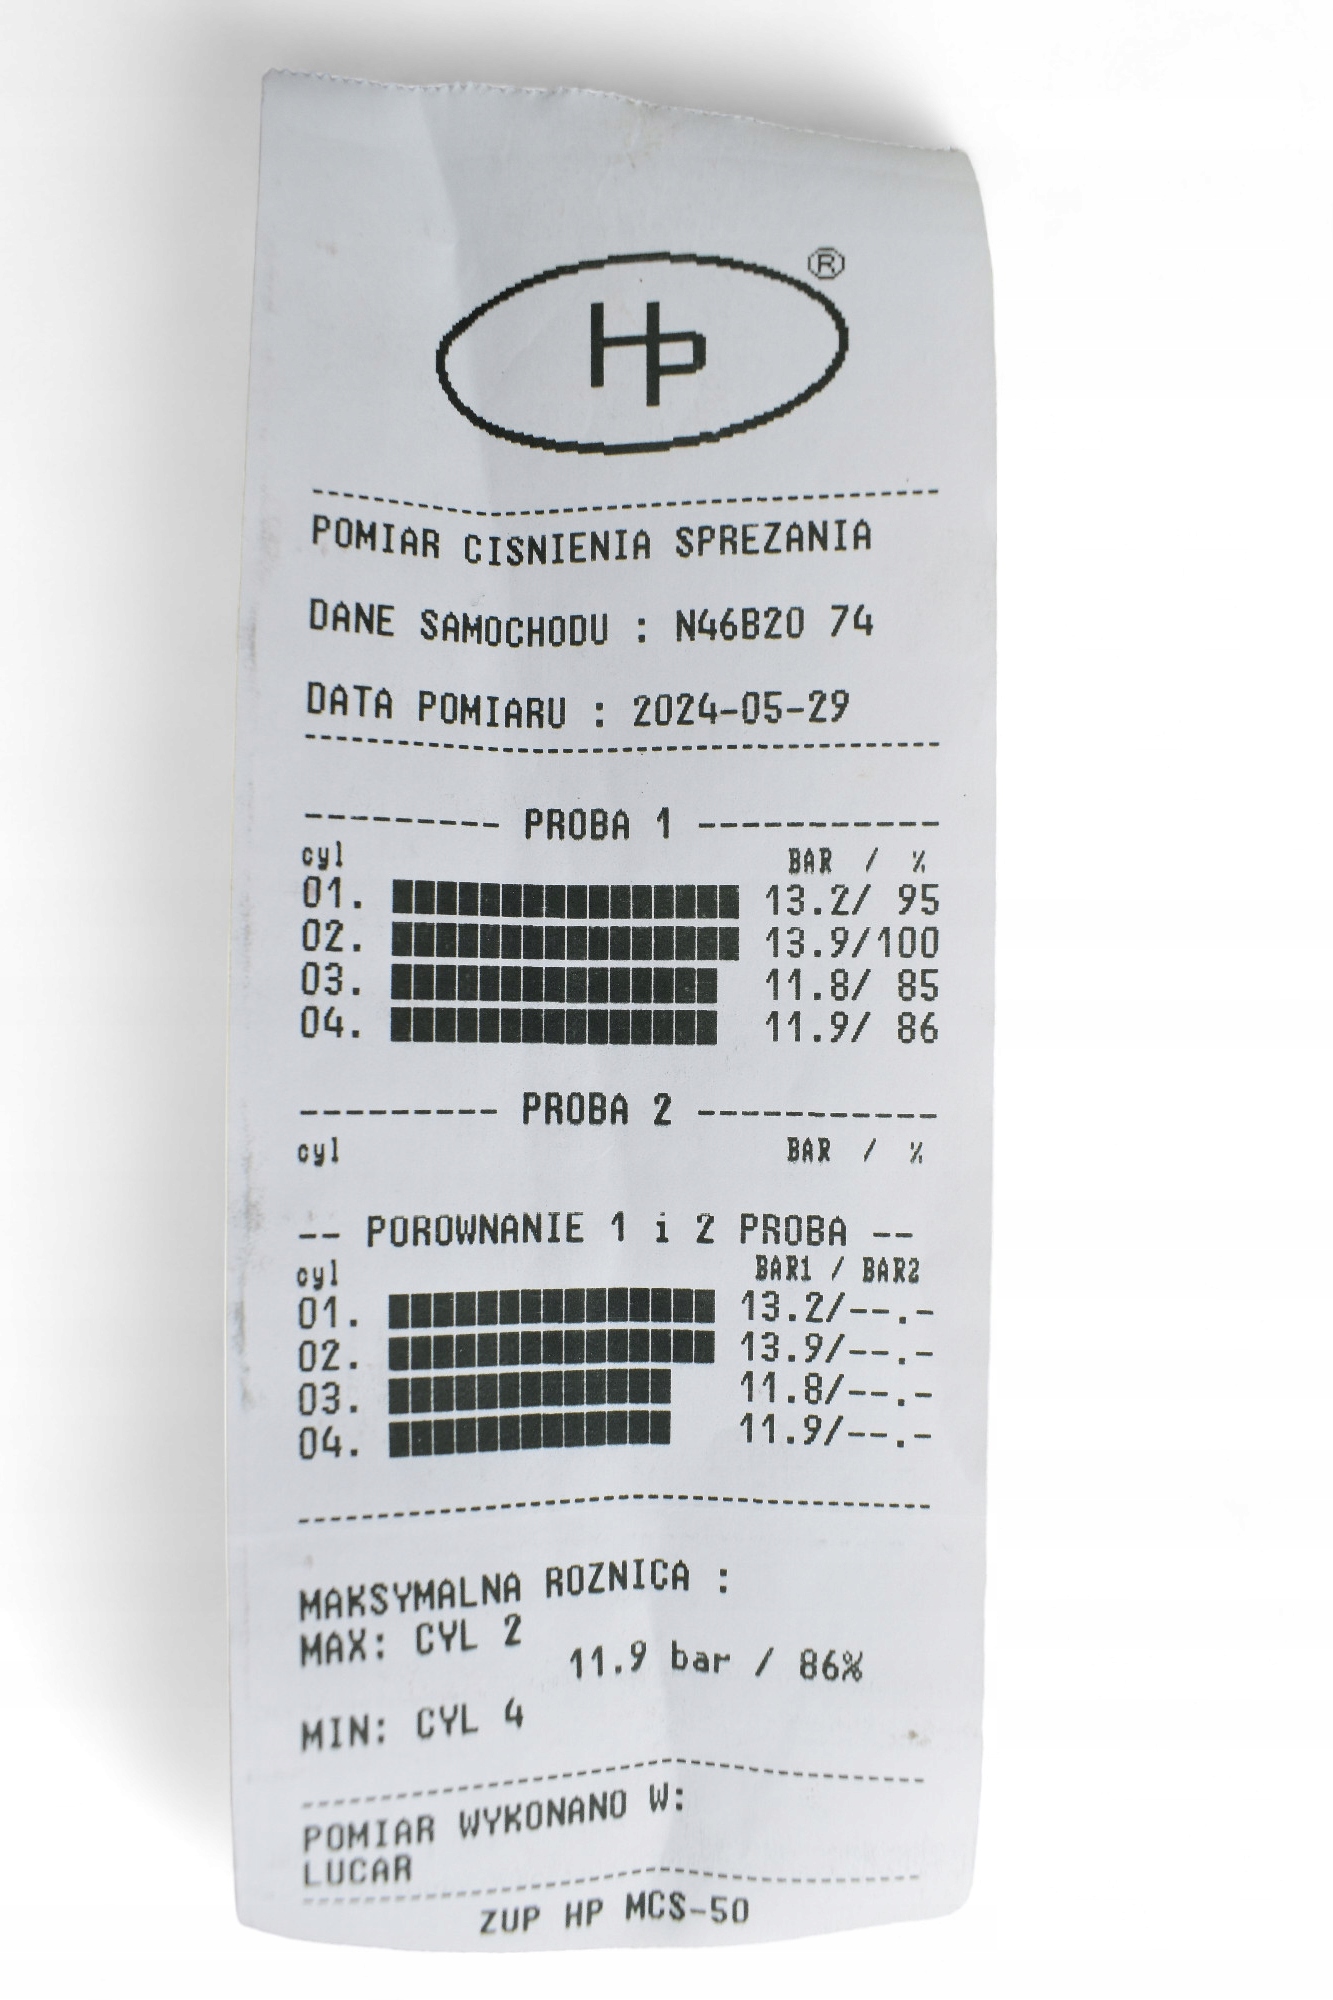 HP ®
POMIAR CISNIENIA SPREZANIA
DANE SAMOCHODU : N46B20 74
DATA POMIARU : 2024-05-29
--------- PROBA 1 -----------
cyl BAR / %
01. 13.2/ 95
02. 13.9/100
03. 11.8/ 85
04. 11.9/ 86
--------- PROBA 2 -----------
cyl BAR / %
-- POROWNANIE 1 i 2 PROBA --
cyl BAR1 / BAR2
01. 13.2/--.-
02. 13.9/--.-
03. 11.8/--.-
04. 11.9/--.-
MAKSYMALNA ROZNICA :
MAX: CYL 2
11.9 bar / 86%
MIN: CYL 4
POMIAR WYKONANO W:
LUCAR
ZUP HP MCS-50